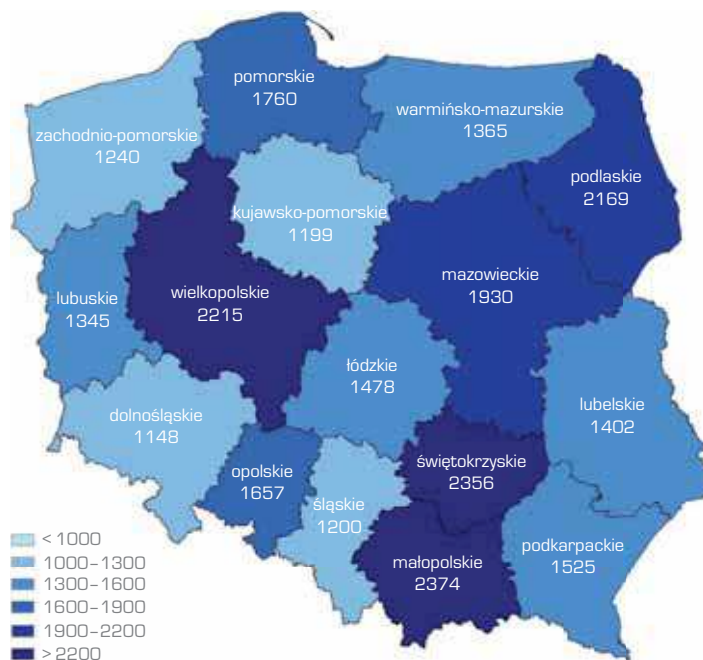 pomorskie
1760
warmińsko-mazurskie
1365
zachodnio-pomorskie
1240
podlaskie
2169
kujawsko-pomorskie
1199
mazowieckie
1930
wielkopolskie
2215
lubuskie
1345
łódzkie
1478
dolnośląskie
1148
lubelskie
1402
świętokrzyskie
2356
opolskie
1657
śląskie
1200
podkarpackie
1525
małopolskie
2374
< 1000
1000–1300
1300–1600
1600–1900
1900–2200
> 2200